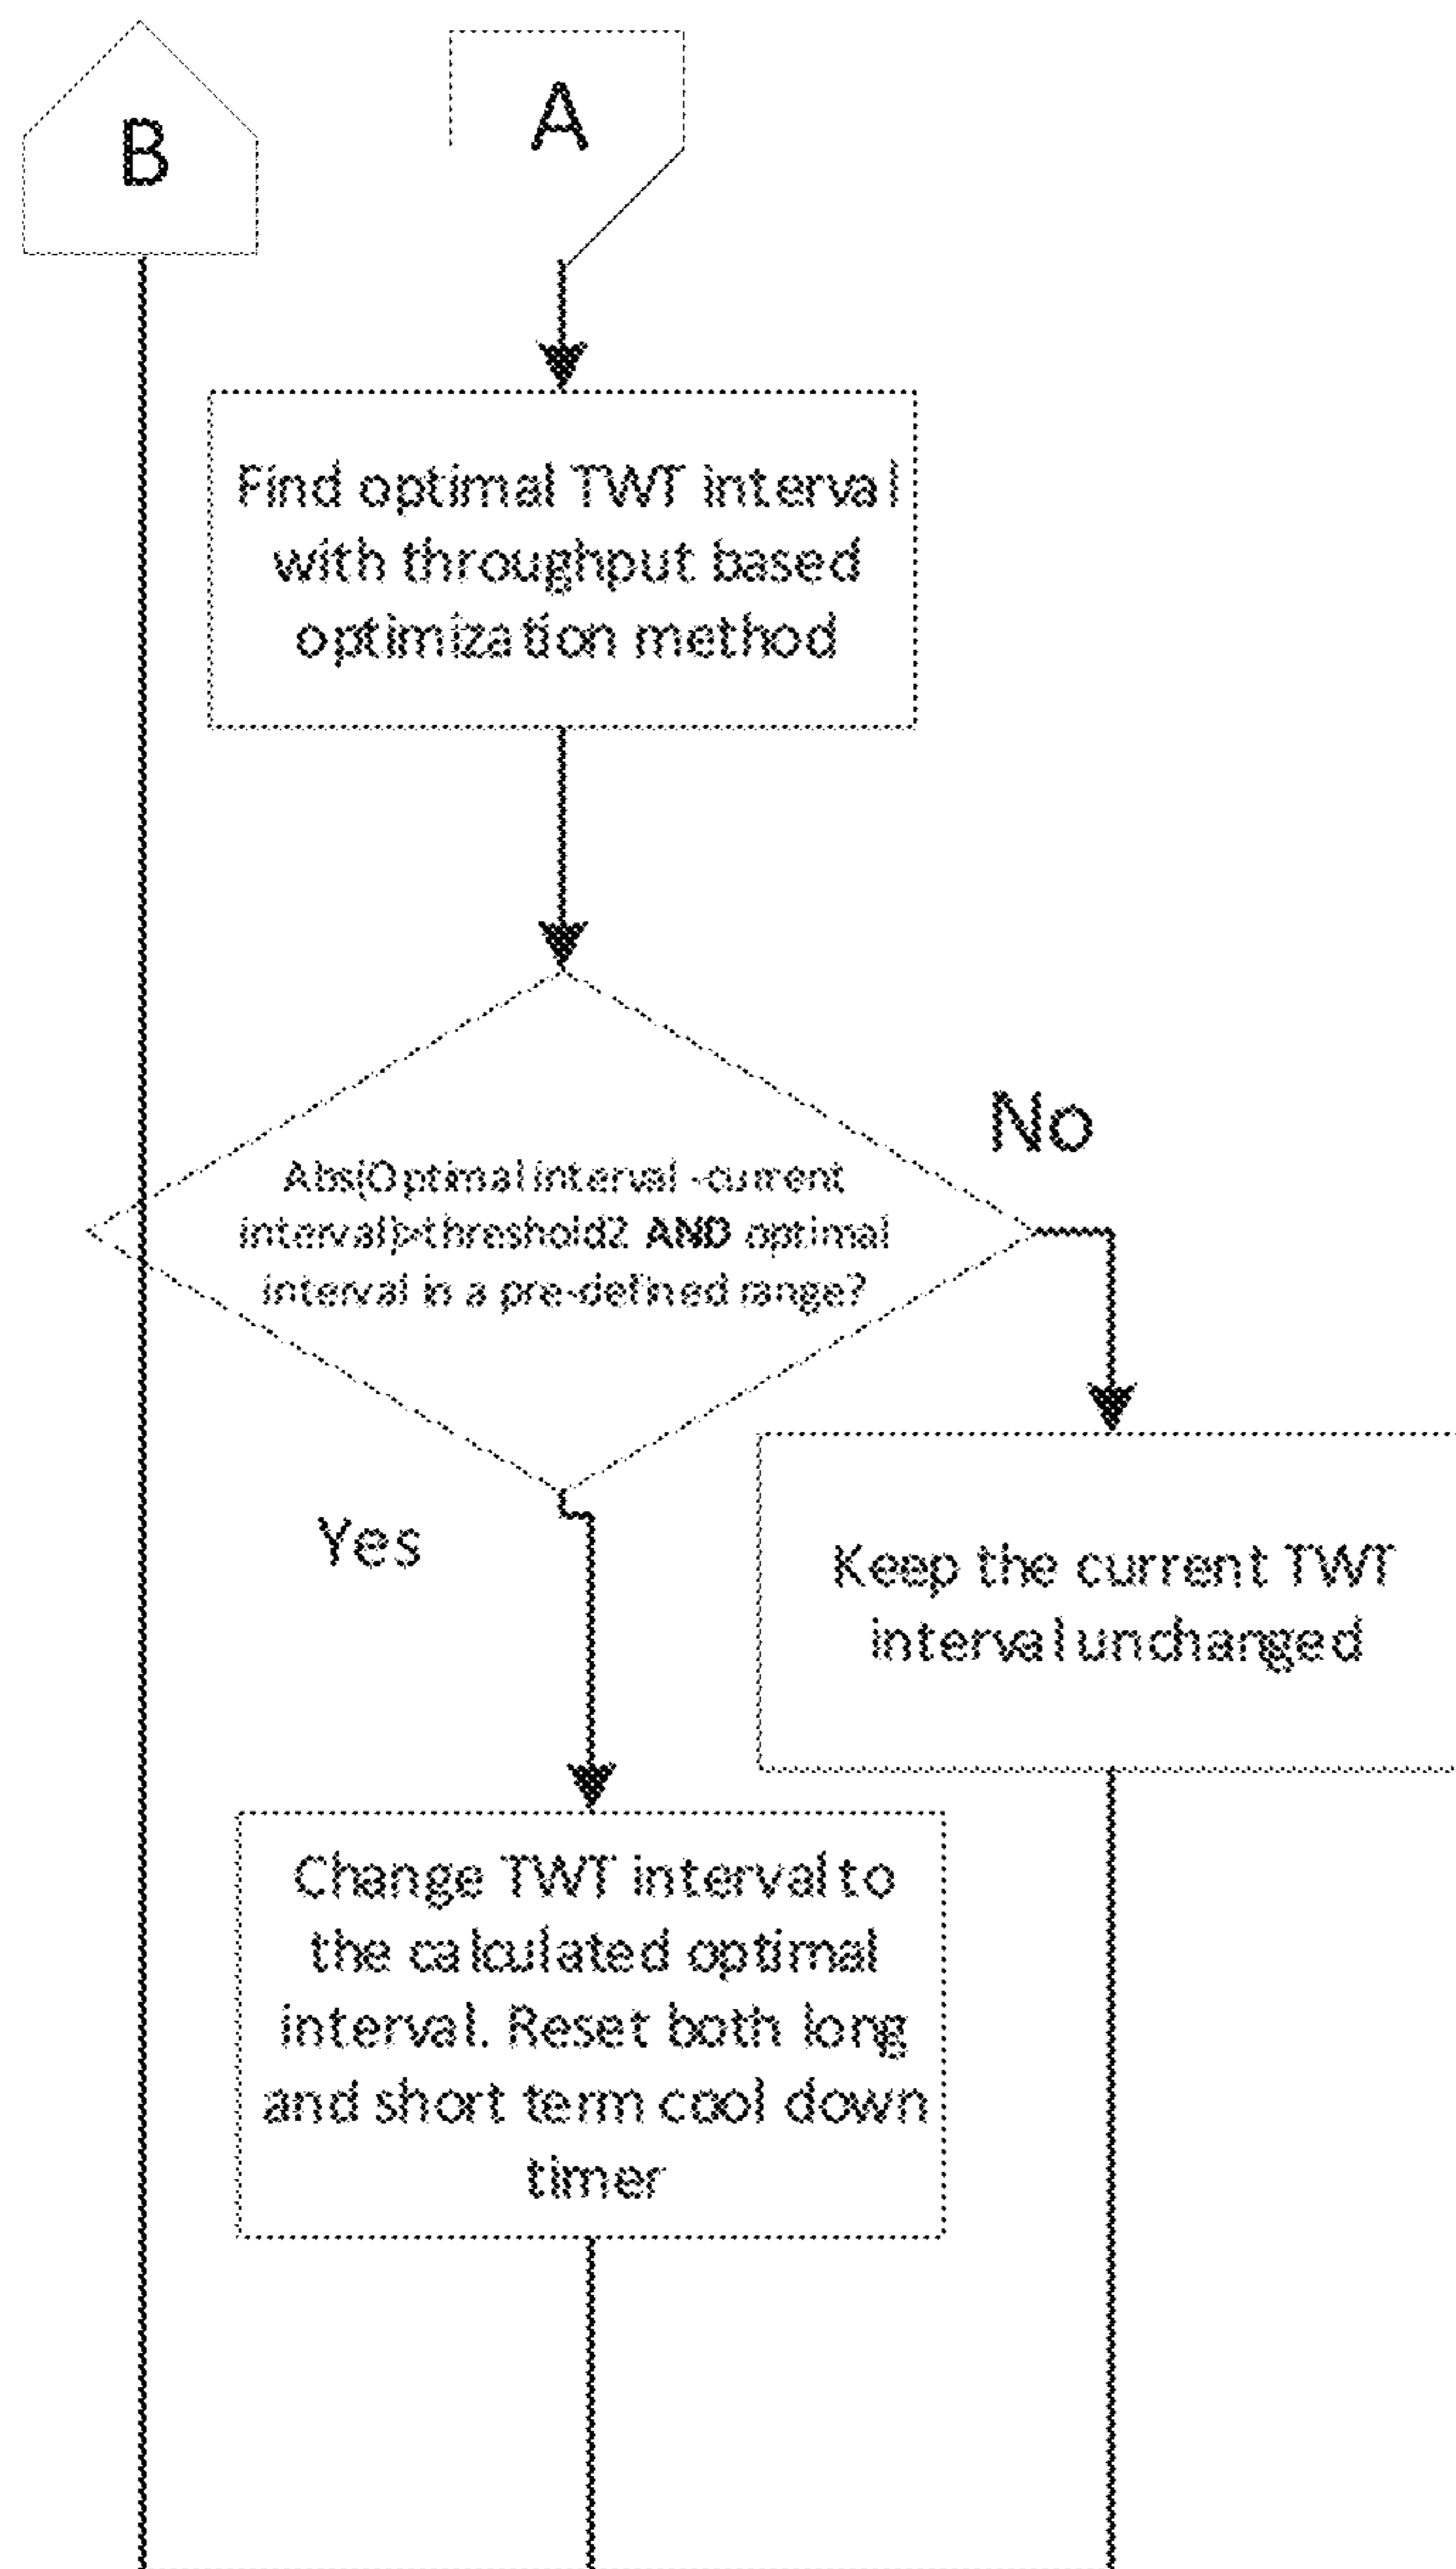 B
A
Find optimal TWT interval
with throughput based
optimization method
No
Abs(Optimal interval -current
interval)>threshold2 AND optimal
interval in a pre-defined range?
Yes
Keep the current TWT
interval unchanged
Change TWT interval to
the calculated optimal
interval. Reset both long
and short term cool down
timer